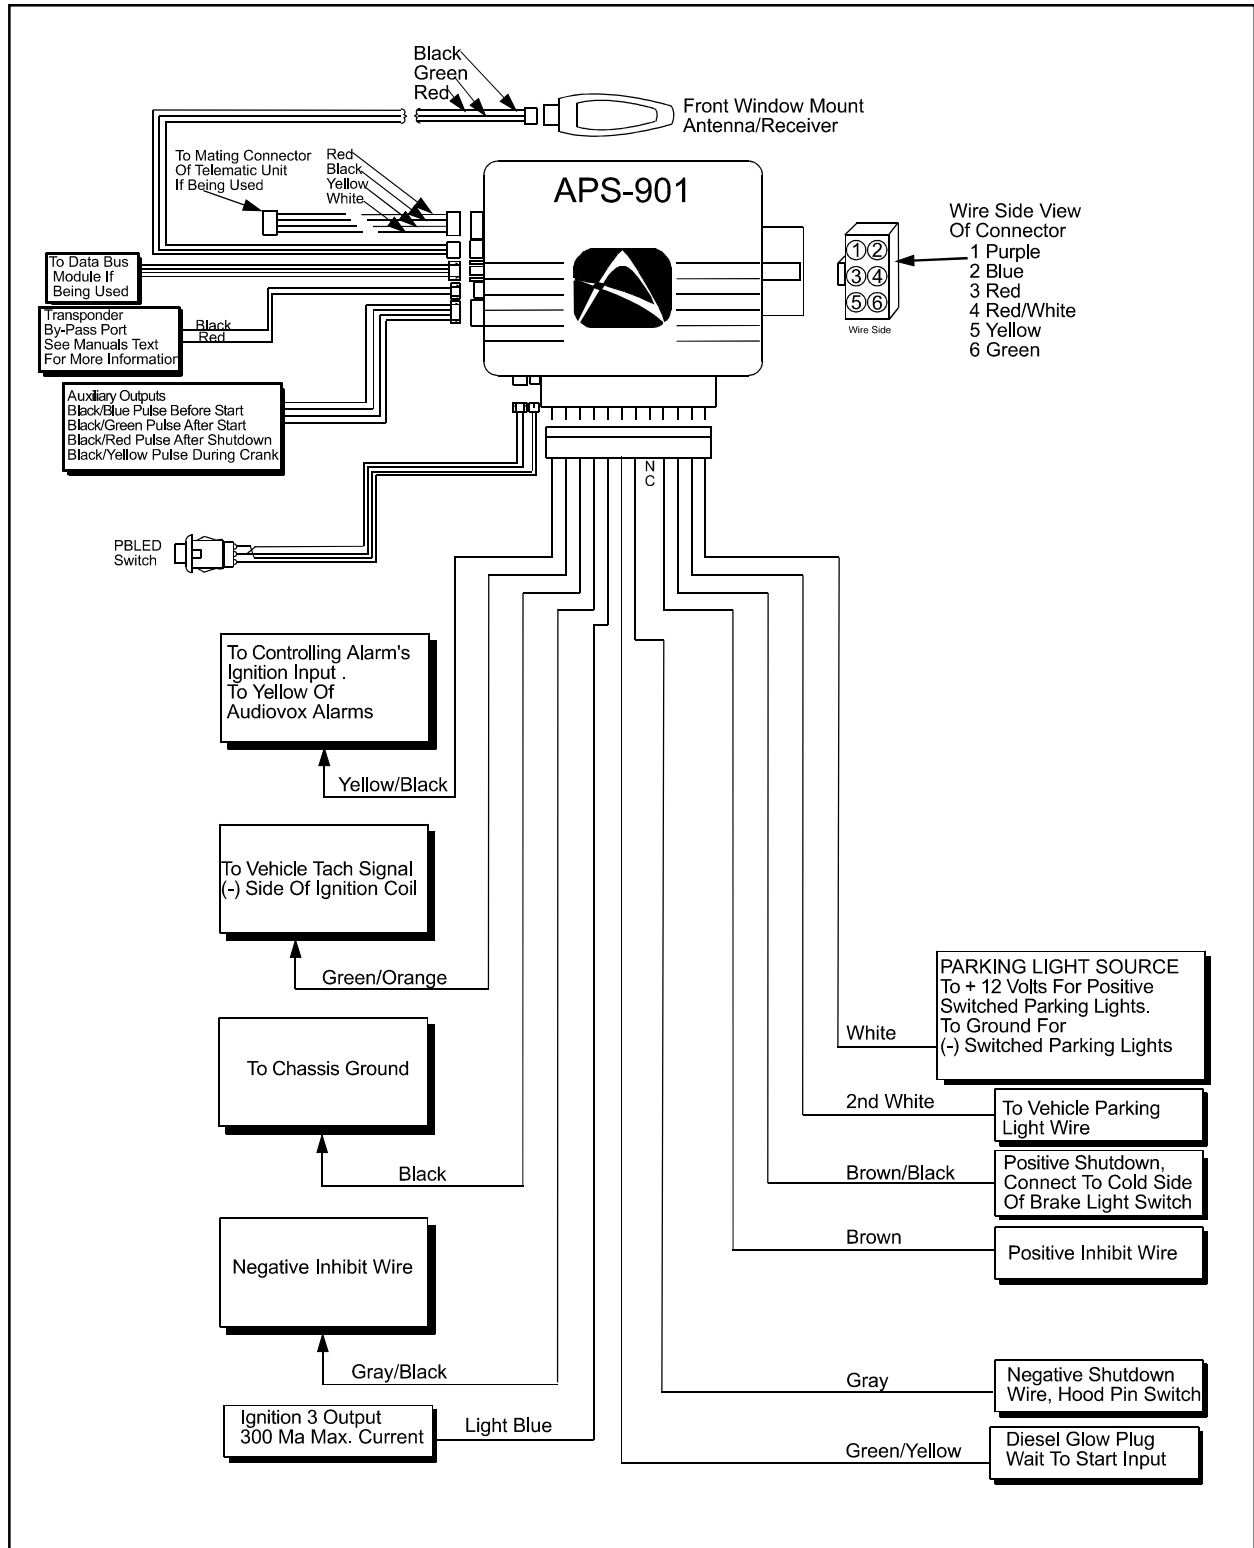 Black
Green
Red
Front Window Mount
Antenna/Receiver
To Mating Connector
Of Telematic Unit
If Being Used
Red
Black
Yellow
White
APS-901
Wire Side View
Of Connector
1 Purple
2 Blue
3 Red
4 Red/White
5 Yellow
6 Green
1 2
3 4
5 6
Wire Side
To Data Bus
Module If
Being Used
Transponder
By-Pass Port
See Manuals Text
For More Information
Black
Red
Auxiliary Outputs
Black/Blue Pulse Before Start
Black/Green Pulse After Start
Black/Red Pulse After Shutdown
Black/Yellow Pulse During Crank
N
C
PBLED
Switch
To Controlling Alarm's
Ignition Input .
To Yellow Of
Audiovox Alarms
Yellow/Black
To Vehicle Tach Signal
(-) Side Of Ignition Coil
Green/Orange
To Chassis Ground
Black
Negative Inhibit Wire
Gray/Black
Ignition 3 Output
300 Ma Max. Current
Light Blue
PARKING LIGHT SOURCE
To + 12 Volts For Positive
Switched Parking Lights.
To Ground For
(-) Switched Parking Lights
White
2nd White
To Vehicle Parking
Light Wire
Brown/Black
Positive Shutdown,
Connect To Cold Side
Of Brake Light Switch
Brown
Positive Inhibit Wire
Gray
Negative Shutdown
Wire, Hood Pin Switch
Green/Yellow
Diesel Glow Plug
Wait To Start Input